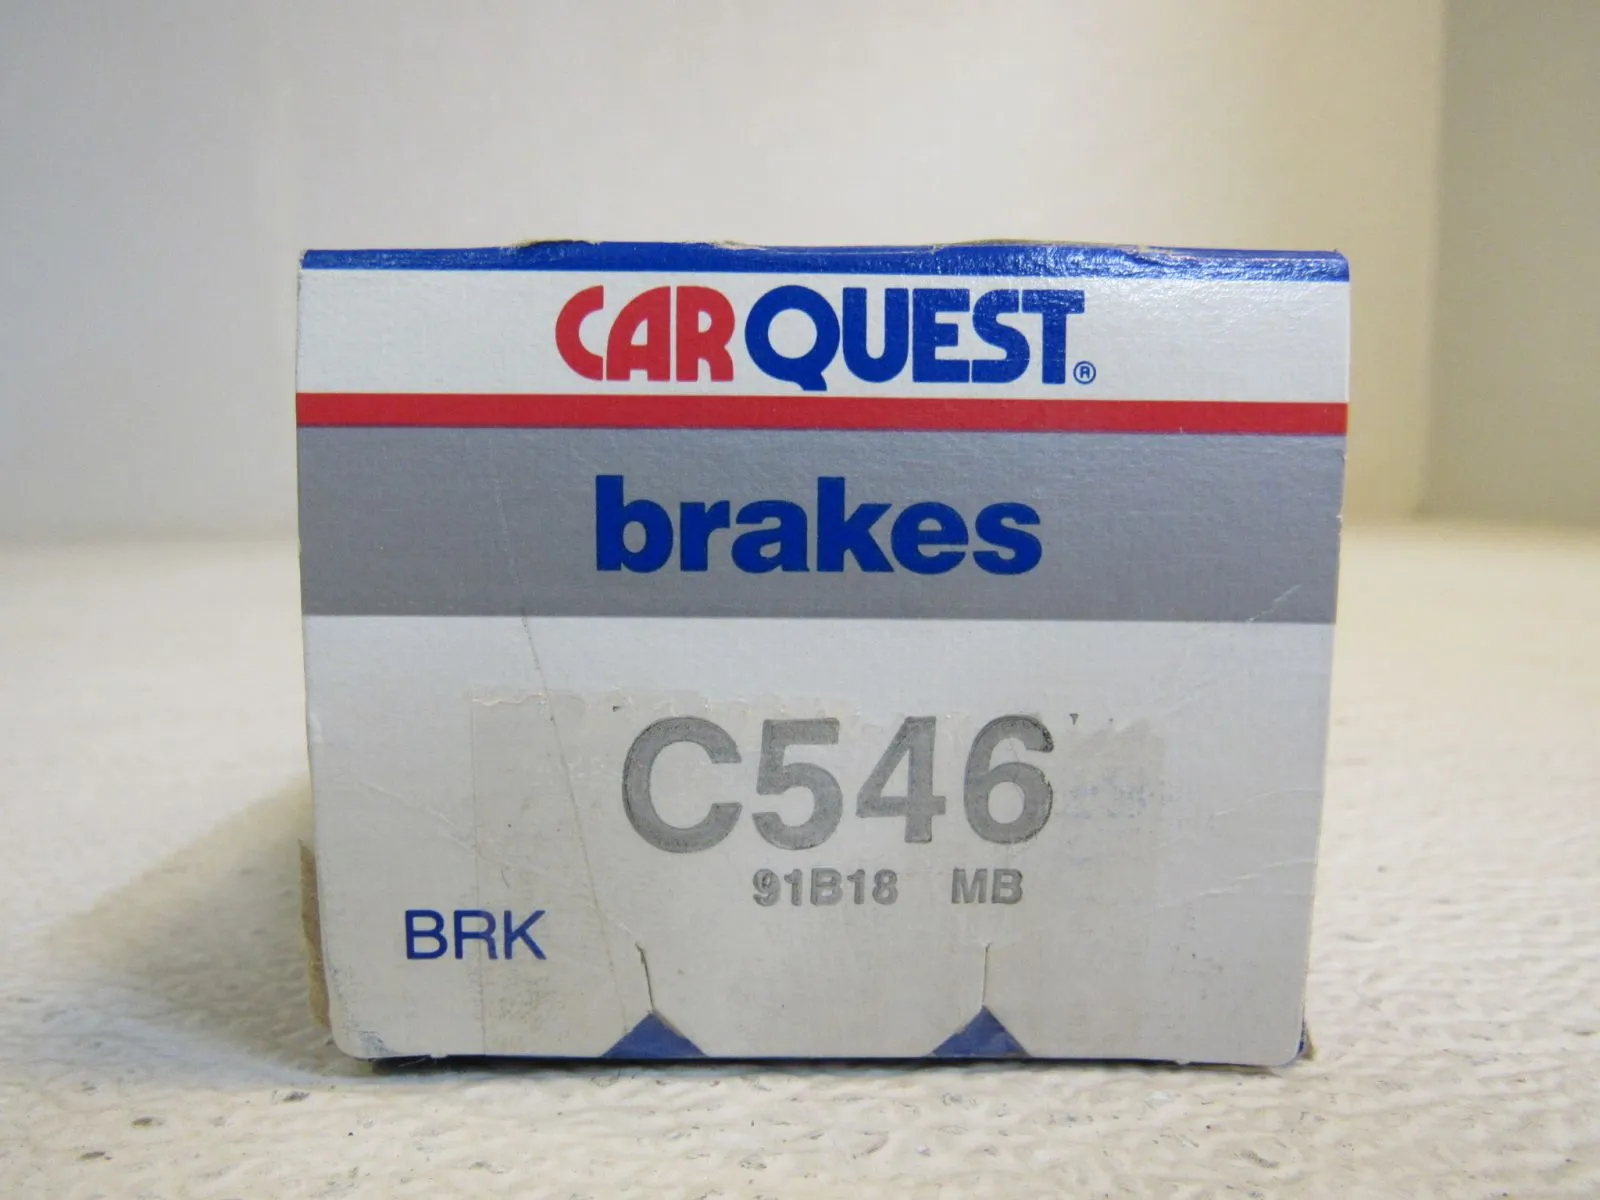 CARQUEST®
brakes
C546
91B18 MB
BRK